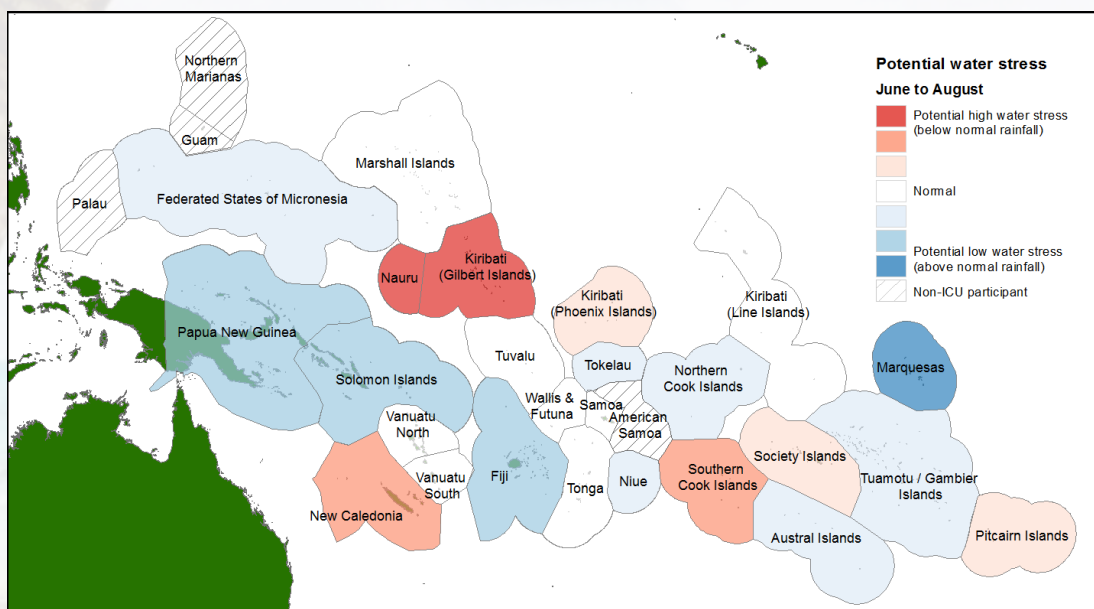 Northern
Marianas
Guam
Palau
Federated States of Micronesia
Marshall Islands
Nauru
Kiribati
(Gilbert Islands)
Papua New Guinea
Solomon Islands
Tuvalu
Kiribati
(Phoenix Islands)
Tokelau
Kiribati
(Line Islands)
Northern
Cook Islands
Marquesas
Wallis &
Futuna
Samoa
American
Samoa
Vanuatu
North
Vanuatu
South
Fiji
Tonga
Niue
New Caledonia
Southern
Cook Islands
Society Islands
Tuamotu / Gambier
Islands
Austral Islands
Pitcairn Islands
Potential water stress
June to August
Potential high water stress
(below normal rainfall)
Normal
Potential low water stress
(above normal rainfall)
Non-ICU participant